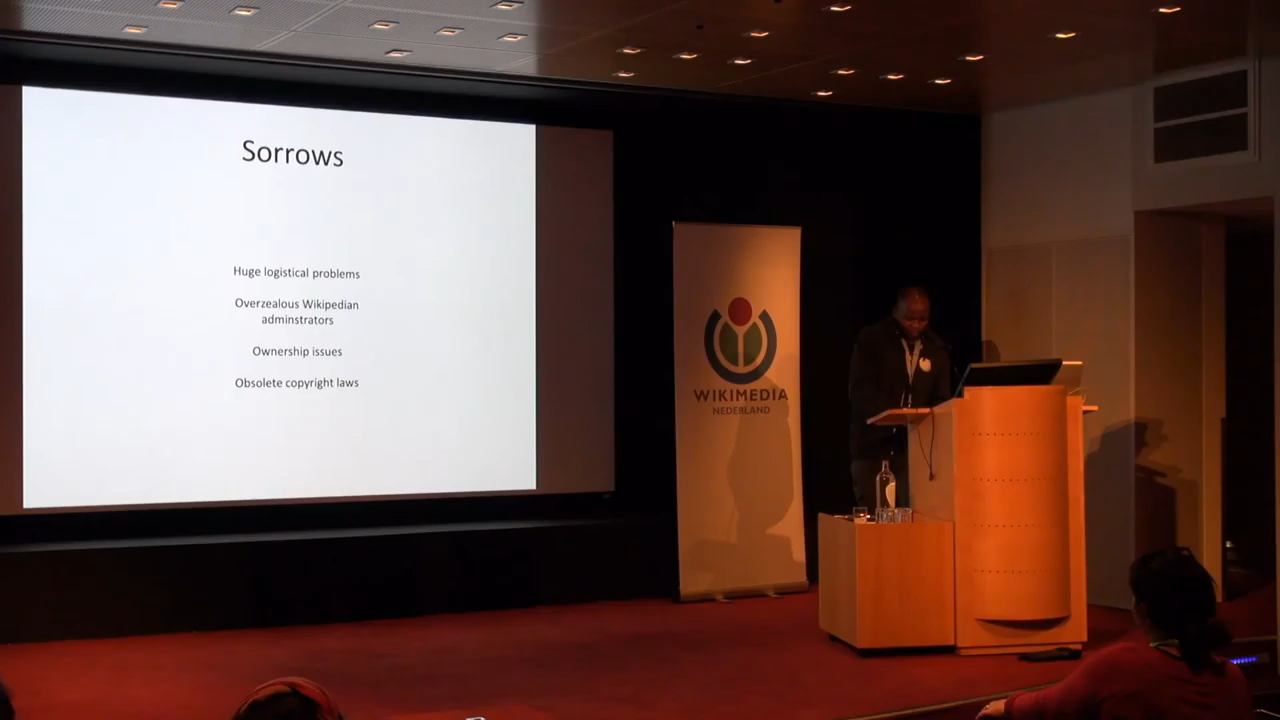 Sorrows
Huge logistical problems
Overzealous Wikipedian
adminstrators
Ownership issues
Obsolete copyright laws
WIKIMEDIA
NEDERLAND